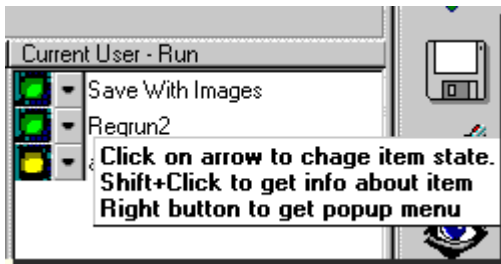 Current User - Run
Save With Images
Regrun2
Click on arrow to chage item state.
Shift+Click to get info about item
Right button to get popup menu